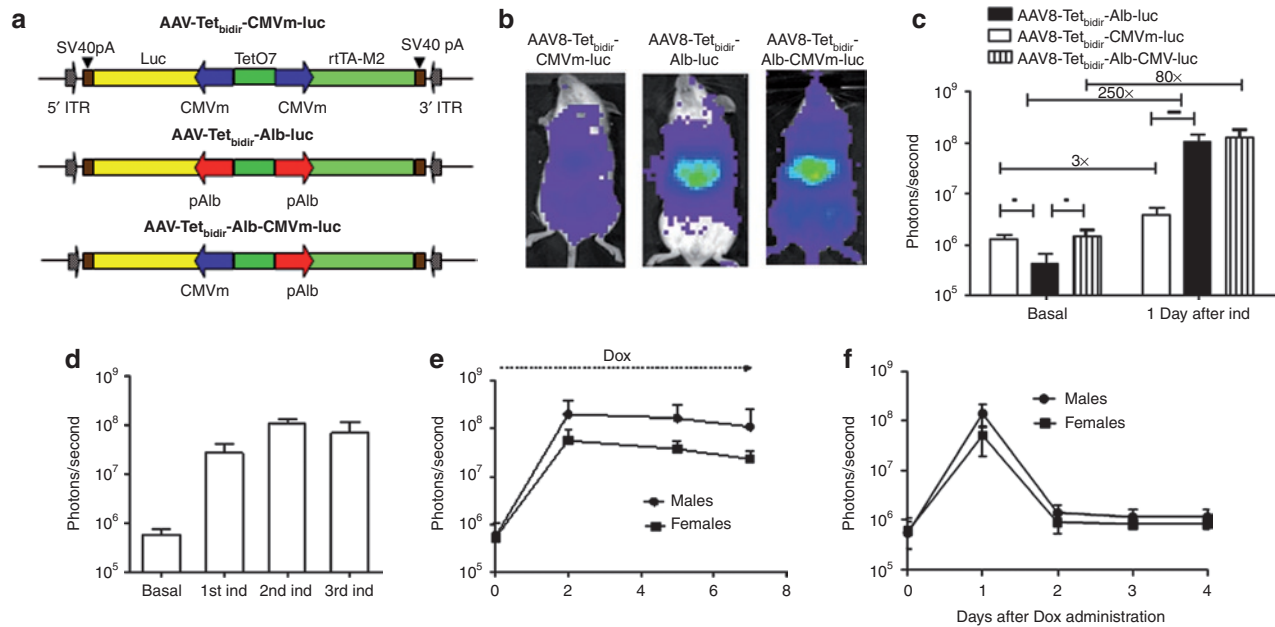 a
AAV-Tetbidir-CMVm-luc
SV40pA
SV40 pA
Luc
TetO7
rtTA-M2
5′ ITR
CMVm
CMVm
3′ ITR
AAV-Tetbidir-Alb-luc
pAlb
pAlb
AAV-Tetbidir-Alb-CMVm-luc
CMVm
pAlb
b
AAV8-Tetbidir-
CMVm-luc
AAV8-Tetbidir-
Alb-luc
AAV8-Tetbidir-
Alb-CMVm-luc
c
AAV8-Tetbidir-Alb-luc
AAV8-Tetbidir-CMVm-luc
AAV8-Tetbidir-Alb-CMV-luc
80×
250×
3×
Photons/second
10⁹
10⁸
10⁷
10⁶
10⁵
Basal
1 Day after ind
d
Photons/second
10⁹
10⁸
10⁷
10⁶
10⁵
Basal
1st ind
2nd ind
3rd ind
e
Dox
Photons/second
10⁹
10⁸
10⁷
10⁶
10⁵
Males
Females
0 2 4 6 8
f
Photons/second
10⁹
10⁸
10⁷
10⁶
10⁵
Males
Females
0 1 2 3 4
Days after Dox administration